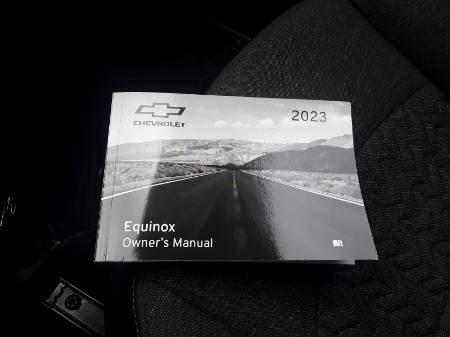 CHEVROLET
2023
Equinox
Owner's Manual